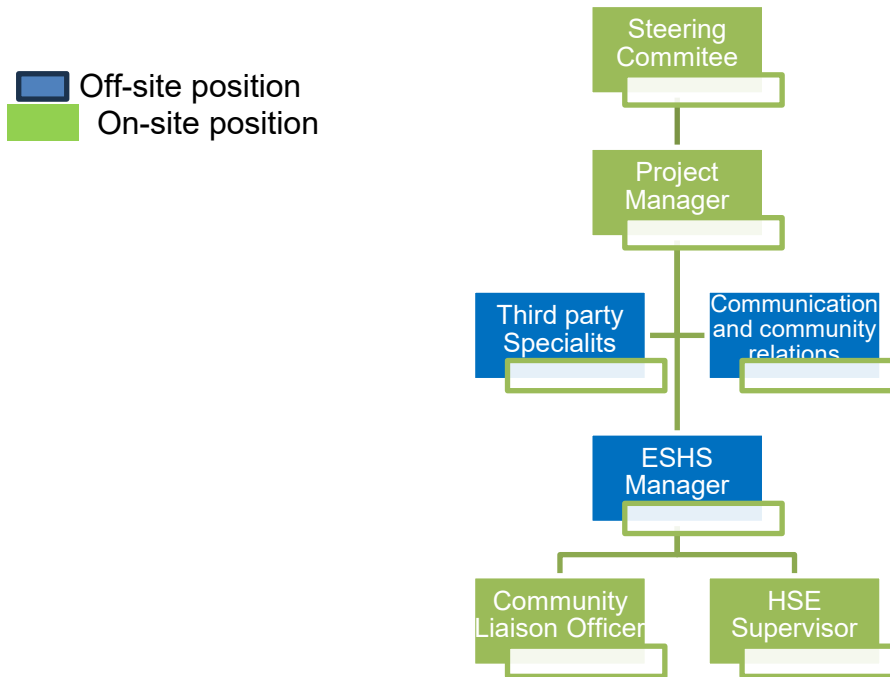 Off-site position
On-site position
Steering
Commitee
Project
Manager
Third party
Specialits
Communication
and community
relations
ESHS
Manager
Community
Liaison Officer
HSE
Supervisor